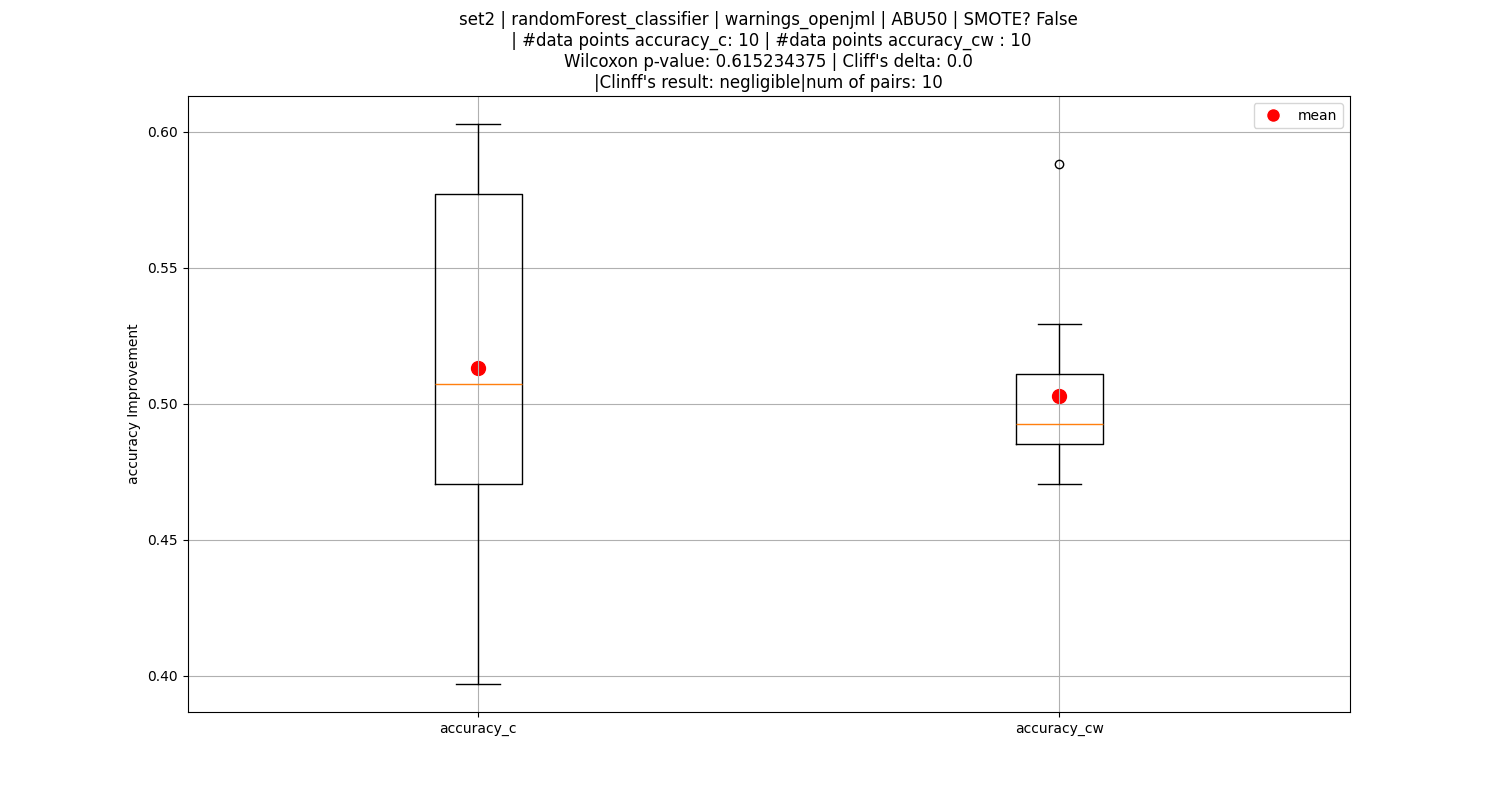 set2 | randomForest_classifier | warnings_openjml | ABU50 | SMOTE? False
| #data points accuracy_c: 10 | #data points accuracy_cw : 10
Wilcoxon p-value: 0.615234375 | Cliff's delta: 0.0
|Clinff's result: negligible|num of pairs: 10
mean
0.60
0.55
0.50
0.45
0.40
accuracy Improvement
accuracy_c
accuracy_cw